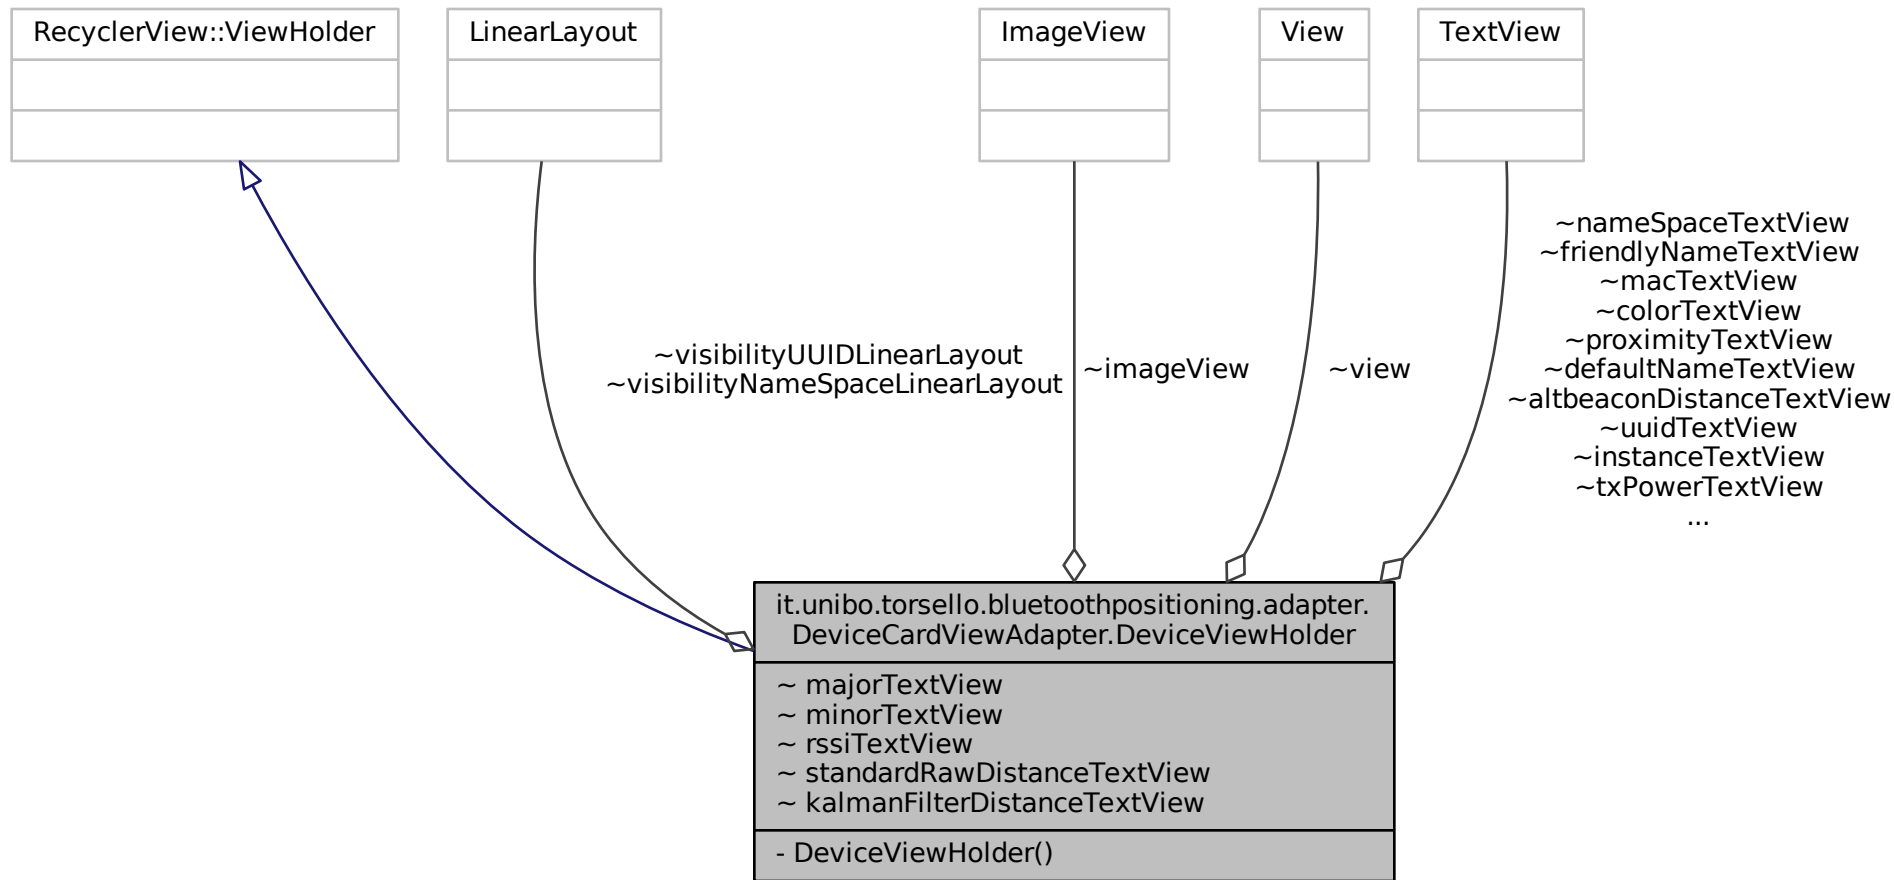 RecyclerView::ViewHolder
LinearLayout
ImageView
View
TextView
~visibilityUUIDLinearLayout
~visibilityNameSpaceLinearLayout
~imageView
~view
~nameSpaceTextView
~friendlyNameTextView
~macTextView
~colorTextView
~proximityTextView
~defaultNameTextView
~altbeaconDistanceTextView
~uuidTextView
~instanceTextView
~txPowerTextView
...
it.unibo.torsello.bluetoothpositioning.adapter.
DeviceCardViewAdapter.DeviceViewHolder
~ majorTextView
~ minorTextView
~ rssiTextView
~ standardRawDistanceTextView
~ kalmanFilterDistanceTextView
- DeviceViewHolder()